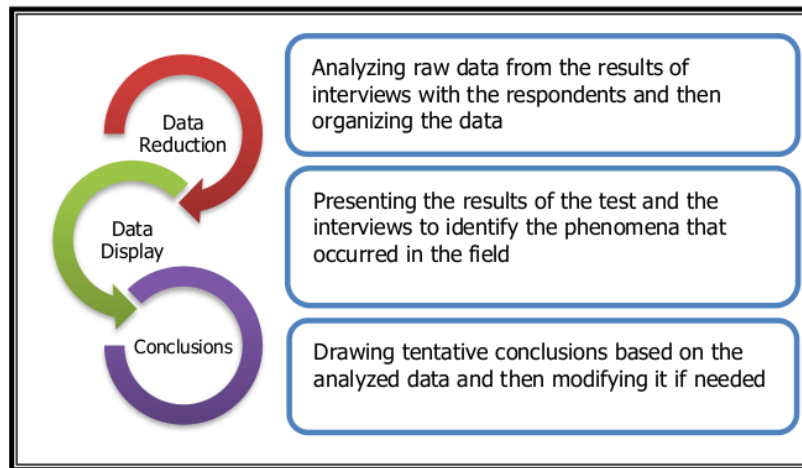 Data
Reduction
Analyzing raw data from the results of
interviews with the respondents and then
organizing the data
Data
Display
Presenting the results of the test and the
interviews to identify the phenomena that
occurred in the field
Conclusions
Drawing tentative conclusions based on the
analyzed data and then modifying it if needed